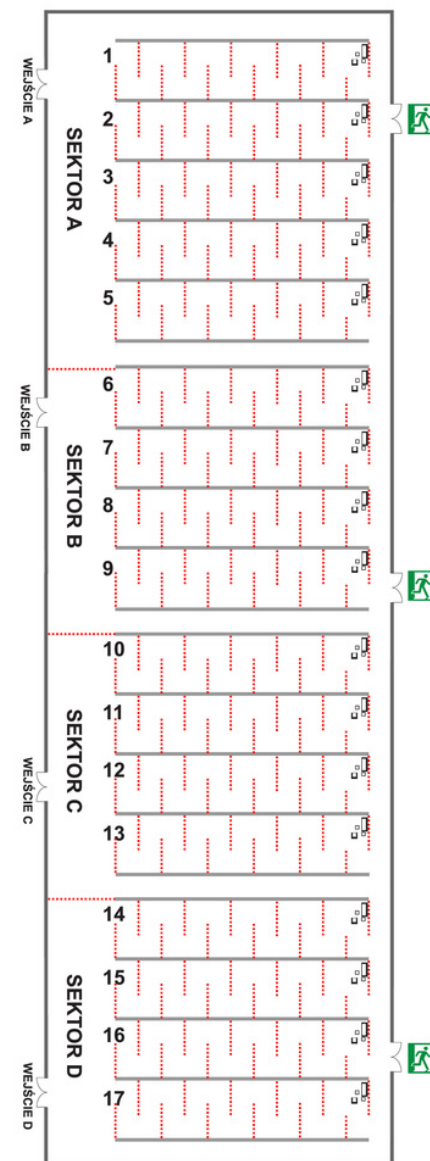 WEJŚCIE A
SEKTOR A
1
2
3
4
5
WEJŚCIE B
SEKTOR B
6
7
8
9
WEJŚCIE C
SEKTOR C
10
11
12
13
WEJŚCIE D
SEKTOR D
14
15
16
17